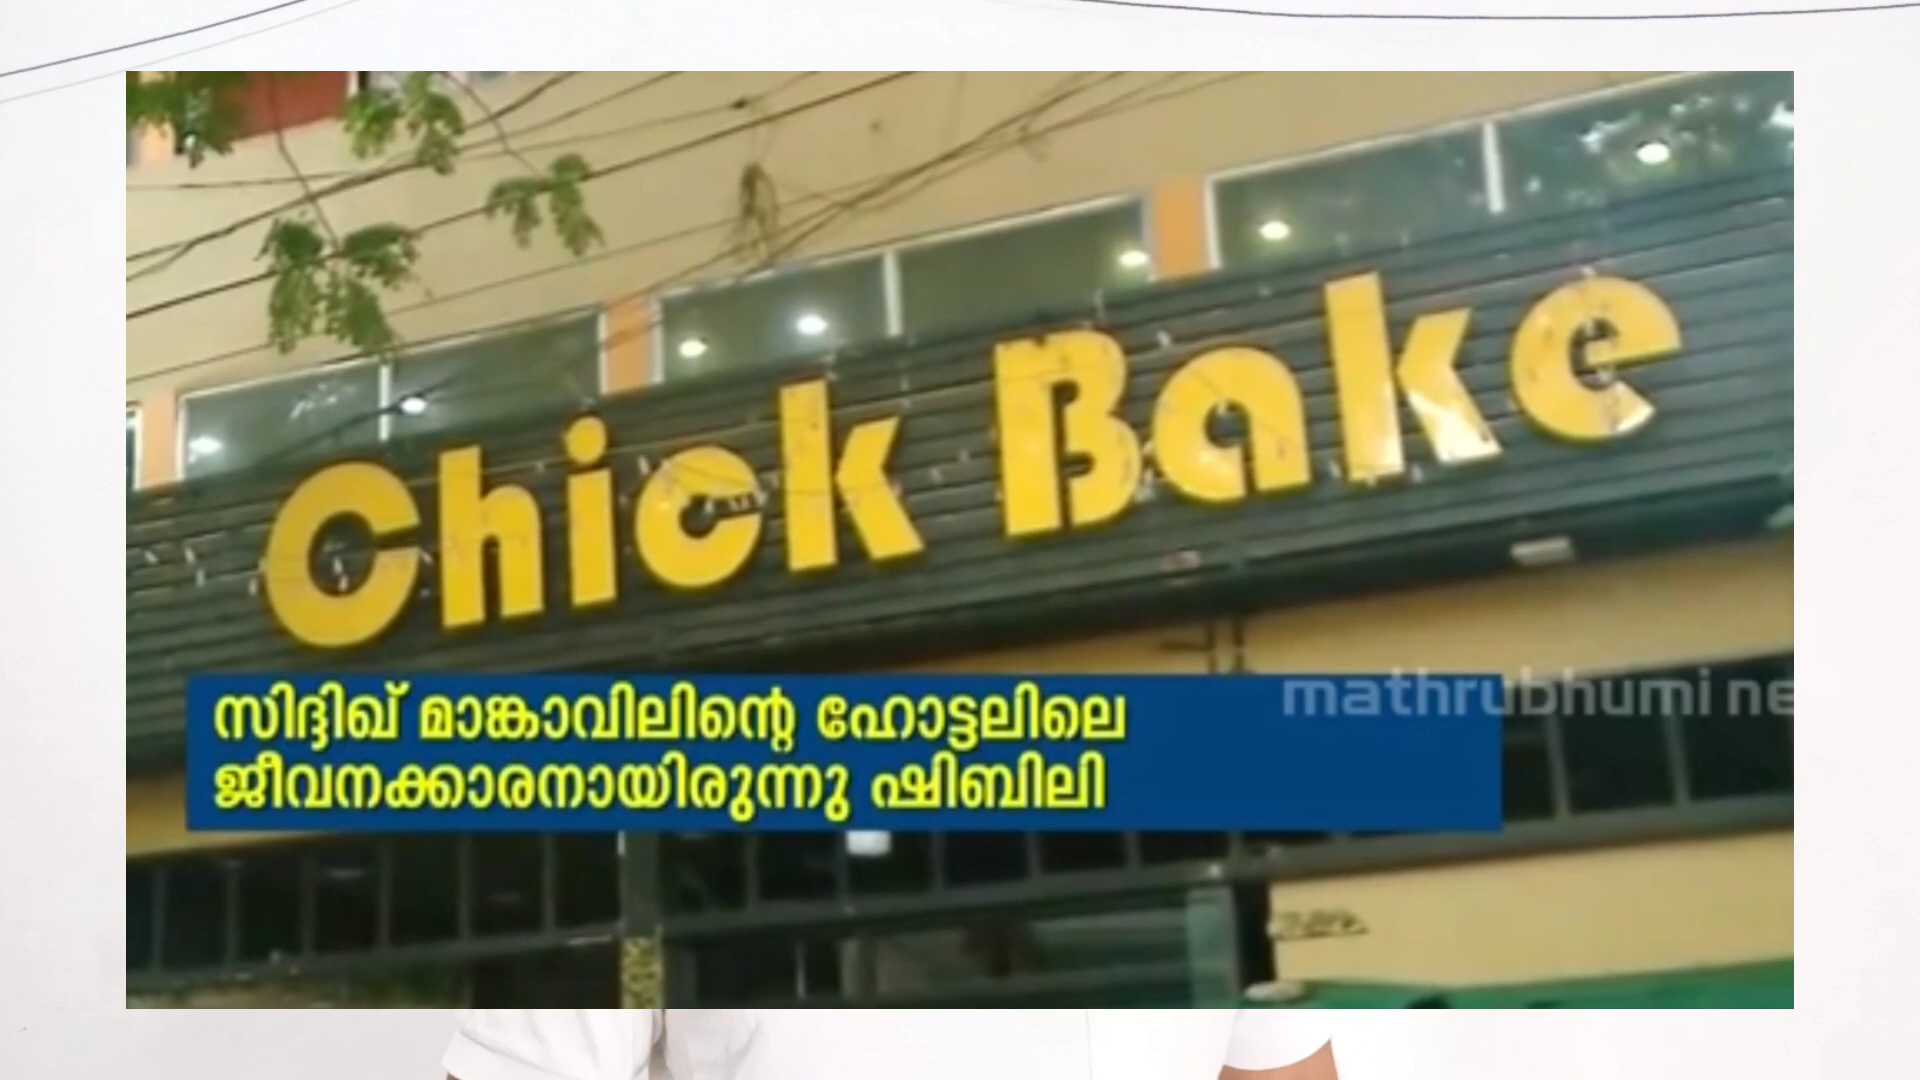 Chick Bake
mathrubhumi ne
സിദ്ദിഖ് മാങ്കാവിലിന്റെ ഹോട്ടലിലെ
ജീവനക്കാരനായിരുന്നു ഷിബിലി